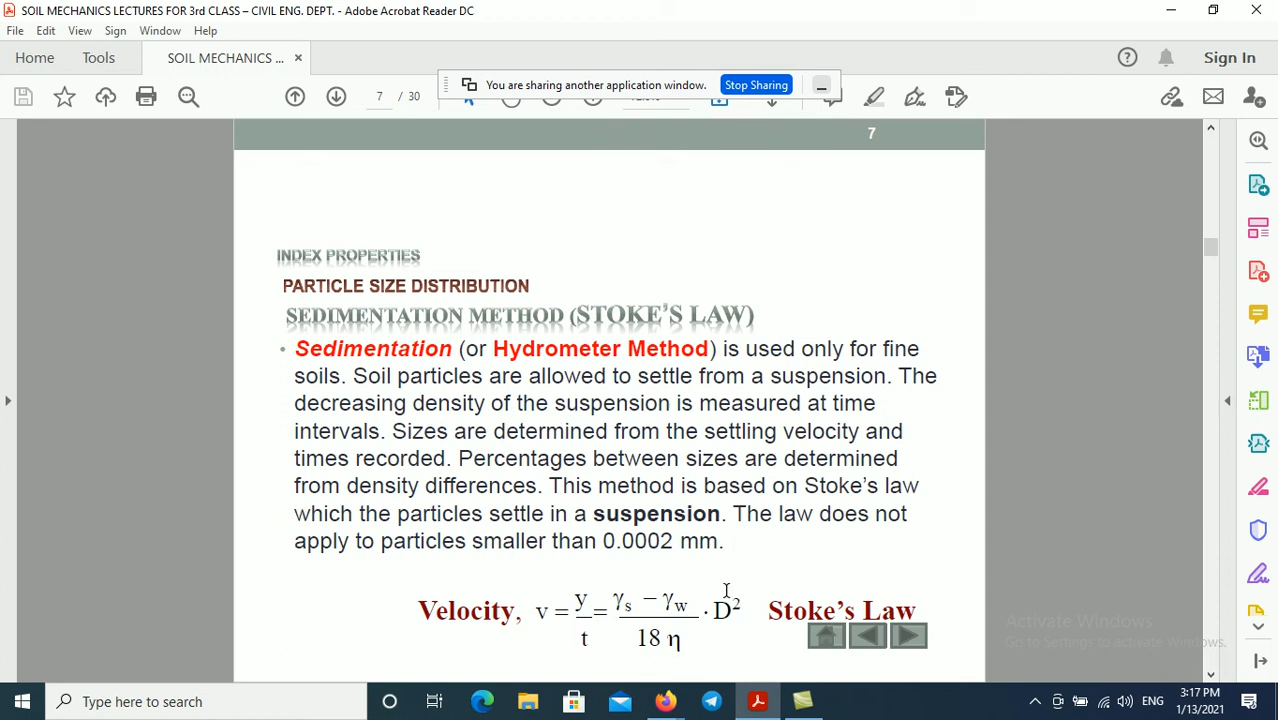 SOIL MECHANICS LECTURES FOR 3rd CLASS – CIVIL ENG. DEPT. - Adobe Acrobat Reader DC
File Edit View Sign Window Help
Home Tools SOIL MECHANICS ... × Sign In
You are sharing another application window. Stop Sharing
7 / 30
7
INDEX PROPERTIES
PARTICLE SIZE DISTRIBUTION
SEDIMENTATION METHOD (STOKE'S LAW)
• Sedimentation (or Hydrometer Method) is used only for fine
soils. Soil particles are allowed to settle from a suspension. The
decreasing density of the suspension is measured at time
intervals. Sizes are determined from the settling velocity and
times recorded. Percentages between sizes are determined
from density differences. This method is based on Stoke's law
which the particles settle in a suspension. The law does not
apply to particles smaller than 0.0002 mm.
Velocity, v = y/t = (γs − γw)/(18 η) · D² Stoke's Law
Activate Windows
Go to Settings to activate Windows.
Type here to search
ENG
3:17 PM
1/13/2021